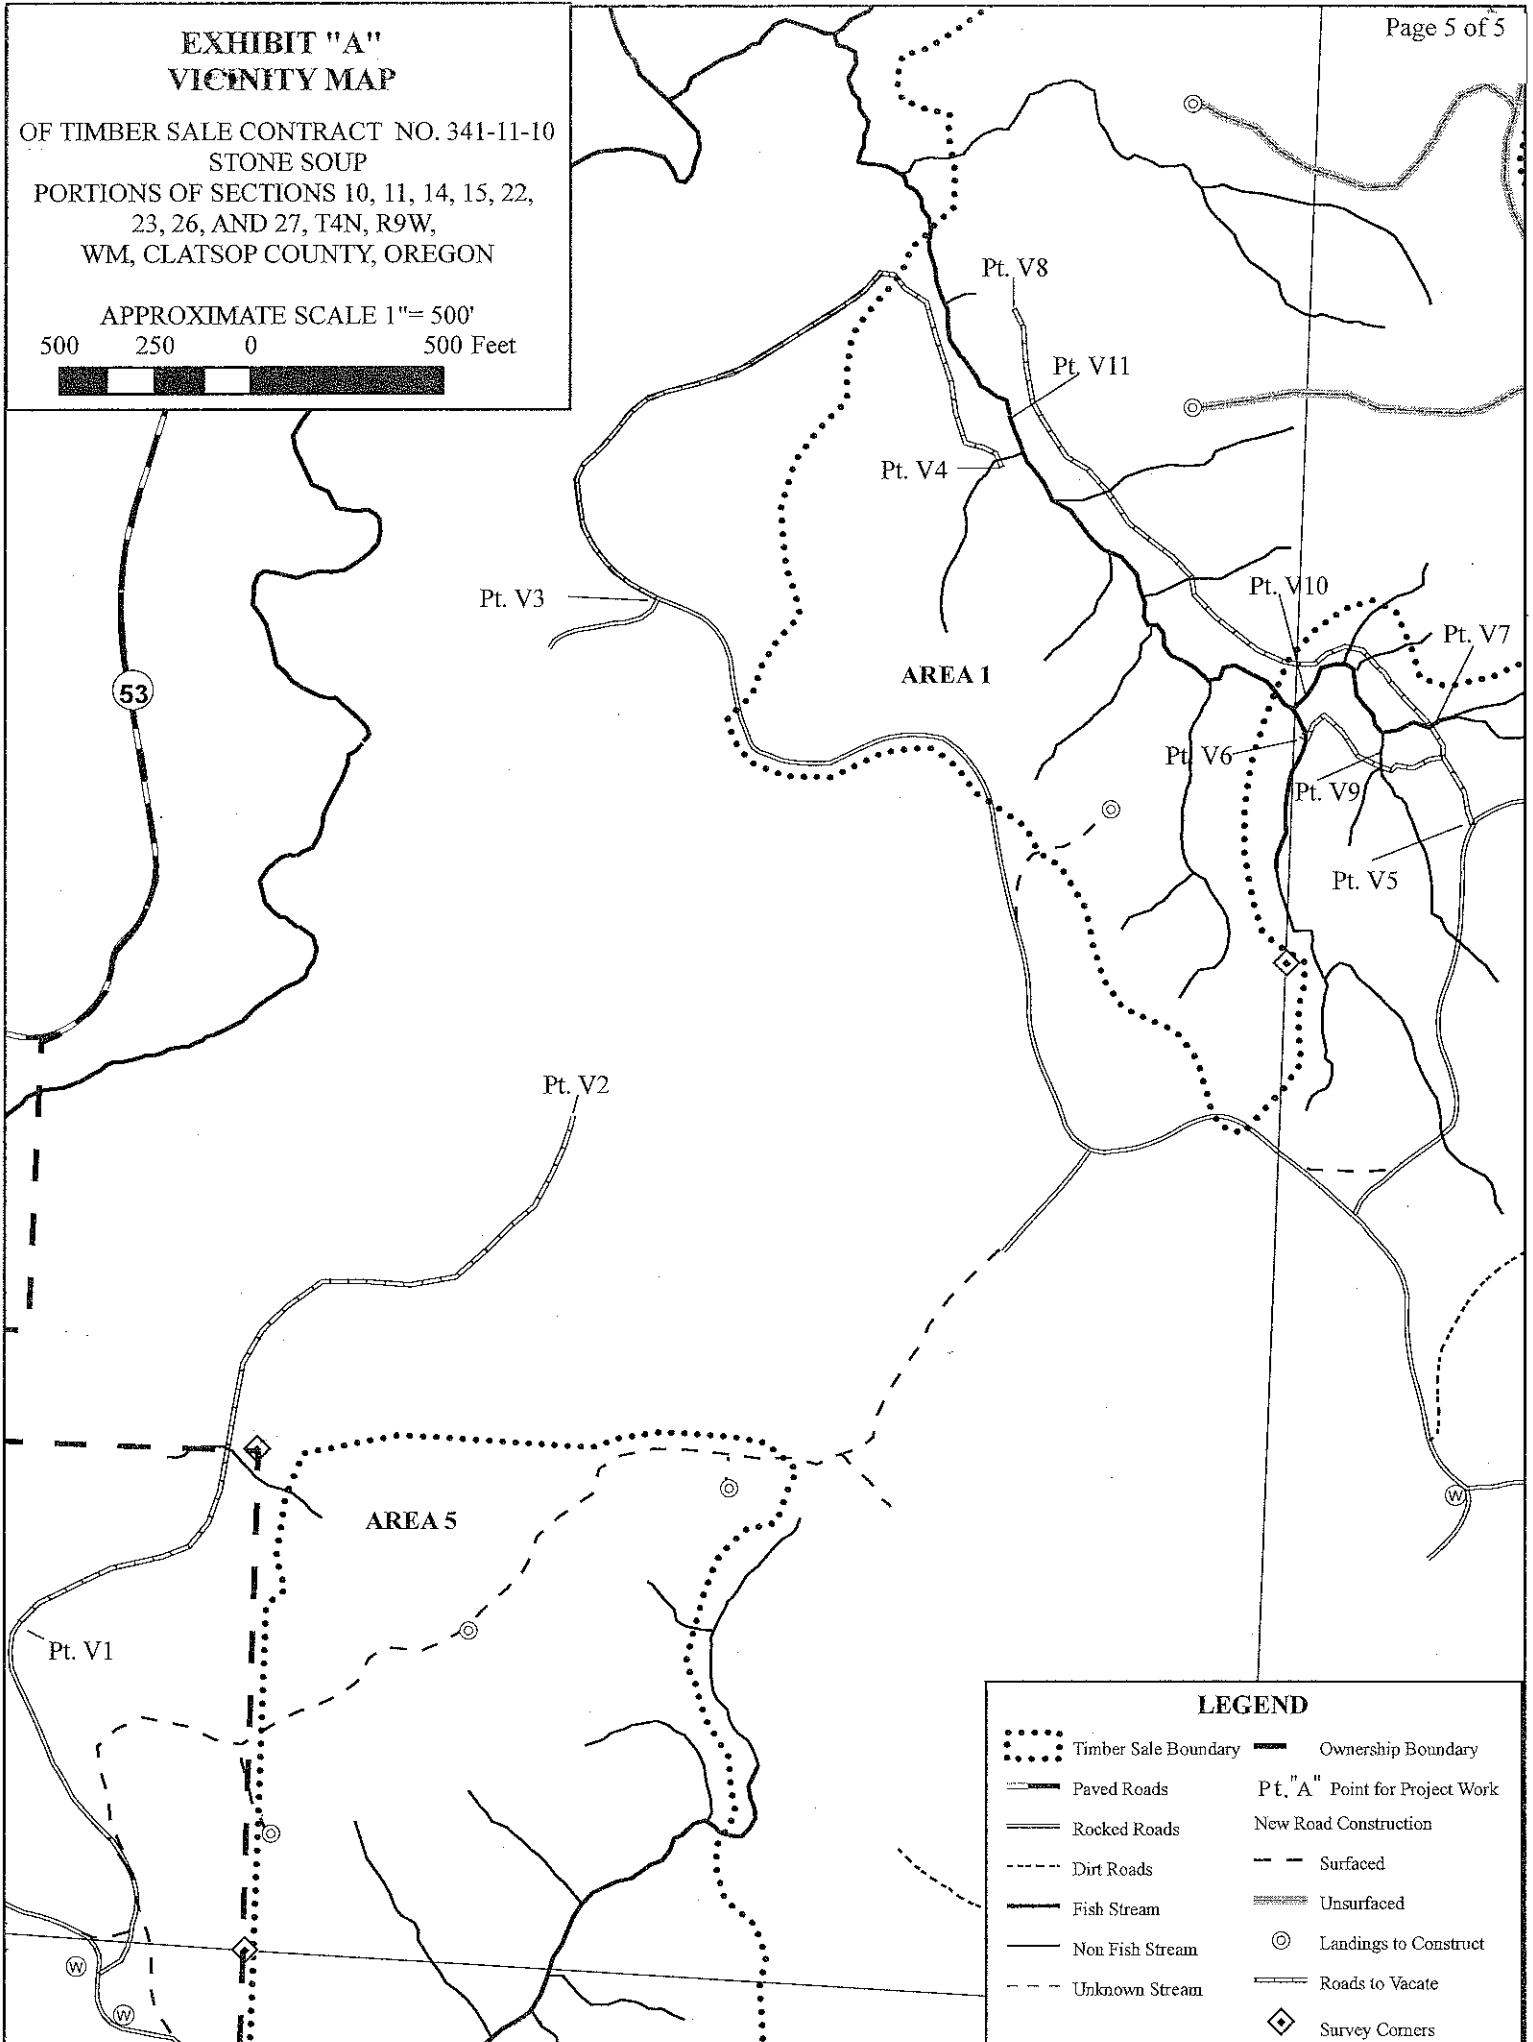 Page 5 of 5
EXHIBIT "A"
VICINITY MAP
OF TIMBER SALE CONTRACT NO. 341-11-10
STONE SOUP
PORTIONS OF SECTIONS 10, 11, 14, 15, 22,
23, 26, AND 27, T4N, R9W,
WM, CLATSOP COUNTY, OREGON
APPROXIMATE SCALE 1"= 500'
500 250 0 500 Feet
Pt. V8
Pt. V11
Pt. V4
Pt. V3
Pt. V10
Pt. V7
AREA 1
53
Pt. V6
Pt. V9
Pt. V5
Pt. V2
W
AREA 5
Pt. V1
W
W
LEGEND
Timber Sale Boundary
Paved Roads
Rocked Roads
Dirt Roads
Fish Stream
Non Fish Stream
Unknown Stream
Ownership Boundary
Pt. "A" Point for Project Work
New Road Construction
Surfaced
Unsurfaced
Landings to Construct
Roads to Vacate
Survey Corners